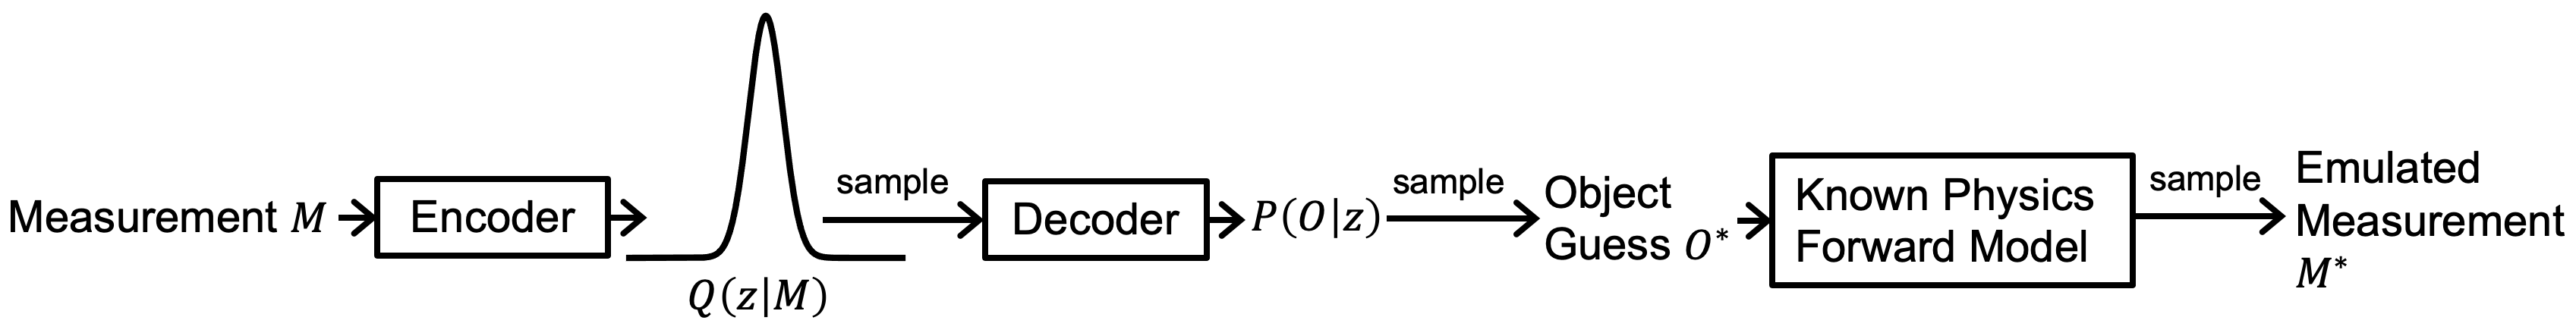 Measurement M
Encoder
Q(z|M)
sample
Decoder
P(O|z)
sample
Object
Guess O*
Known Physics
Forward Model
sample
Emulated
Measurement
M*